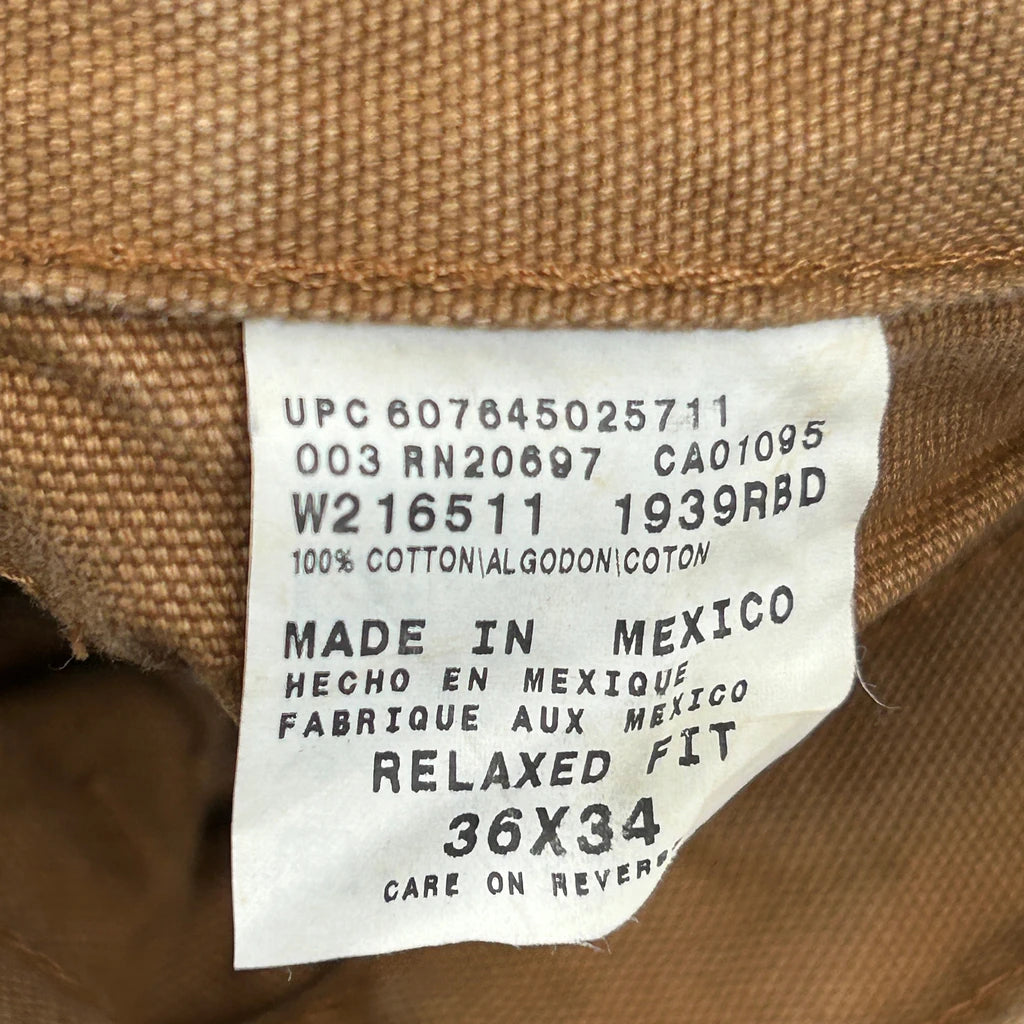 UPC 607645025711
003 RN20697 CA01095
W216511 1939RBD
100% COTTON\ALGODON\COTON
MADE IN MEXICO
HECHO EN MEXIQUE
FABRIQUE AUX MEXICO
RELAXED FIT
36X34
CARE ON REVER